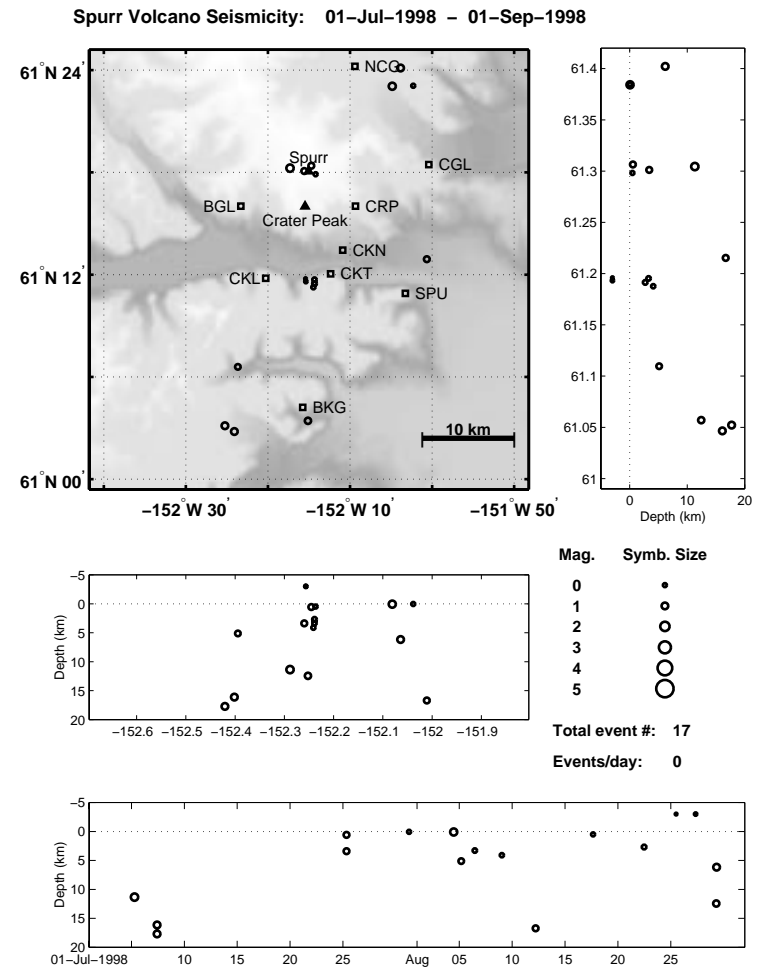 Spurr Volcano Seismicity: 01−Jul−1998 − 01−Sep−1998
61°N 24'
61°N 12'
61°N 00'
−152°W 30'
−152°W 10'
−151°W 50'
NCG
Spurr
CGL
BGL
CRP
Crater Peak
CKN
CKL
CKT
SPU
BKG
10 km
61.4
61.35
61.3
61.25
61.2
61.15
61.1
61.05
61
0 10 20
Depth (km)
Mag. Symb. Size
0
1
2
3
4
5
Total event #: 17
Events/day: 0
−5
0
5
10
15
20
Depth (km)
−152.6 −152.5 −152.4 −152.3 −152.2 −152.1 −152 −151.9
−5
0
5
10
15
20
Depth (km)
01−Jul−1998 10 15 20 25 Aug 05 10 15 20 25